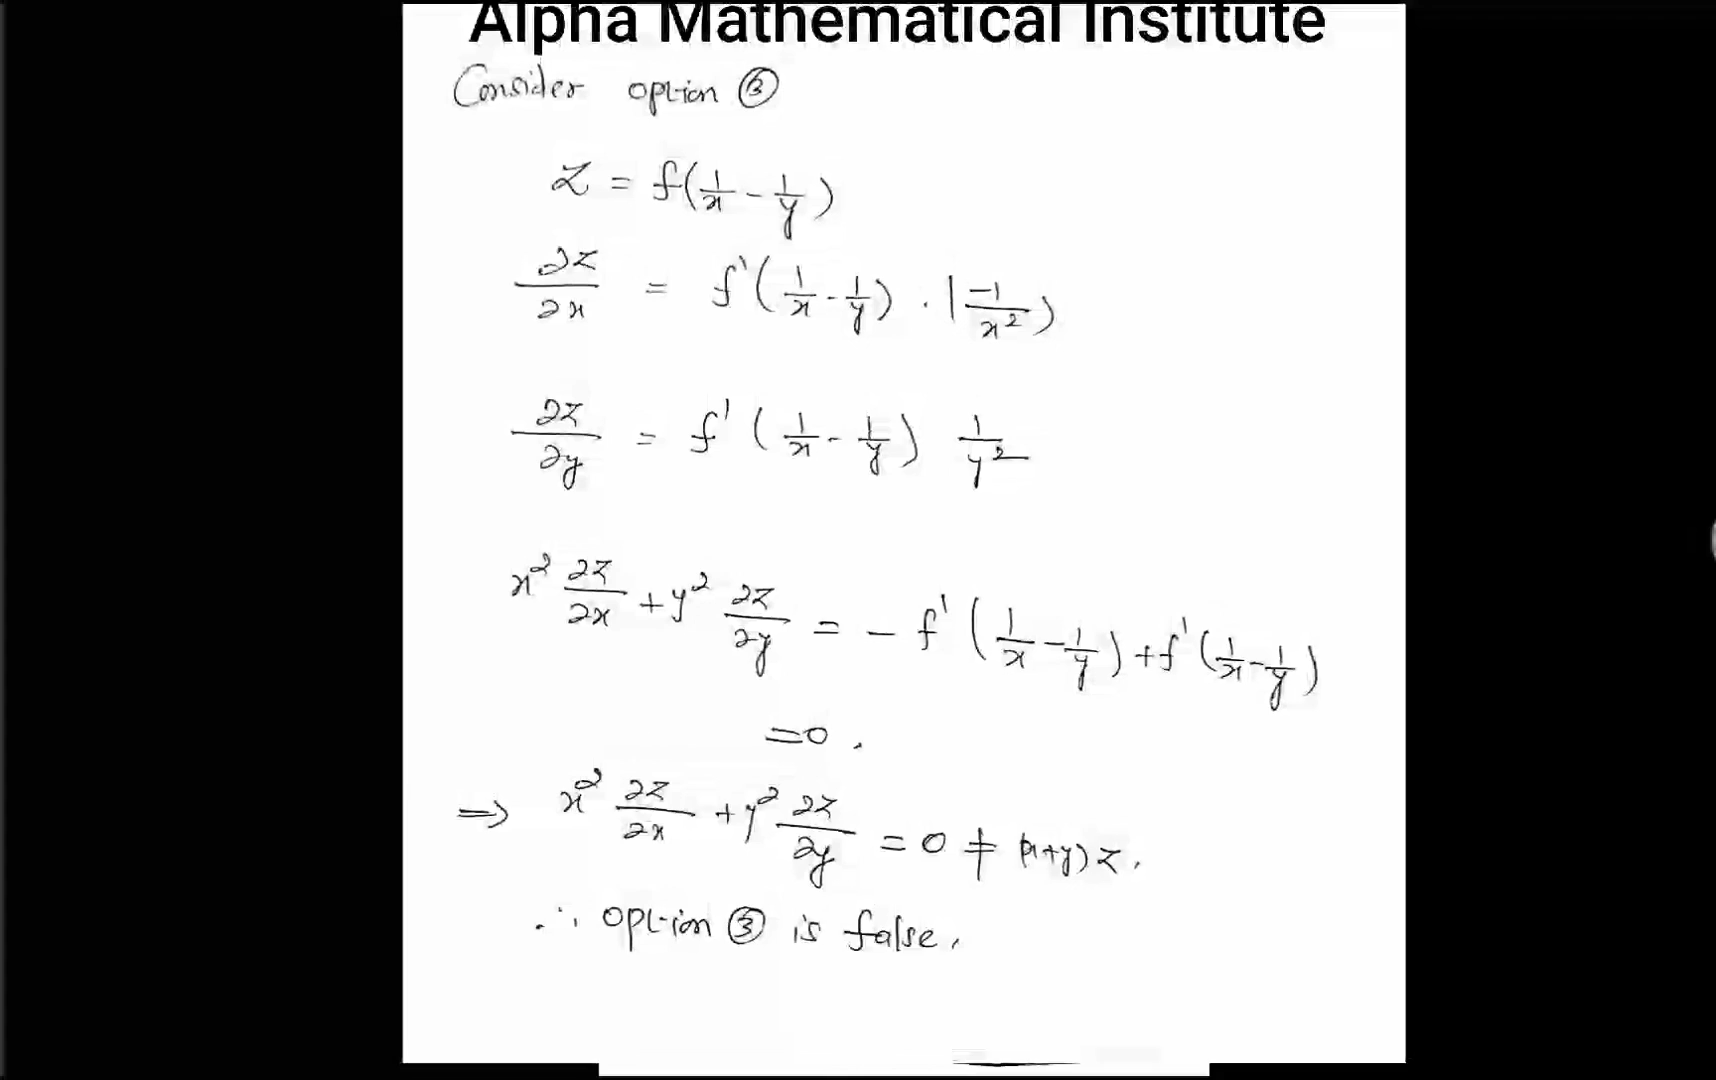 Alpha Mathematical Institute
Consider option ③
z = f(1/x - 1/y)
∂z/∂x = f'(1/x - 1/y) . (-1/x²)
∂z/∂y = f'(1/x - 1/y) 1/y²
x² ∂z/∂x + y² ∂z/∂y = - f'(1/x - 1/y) + f'(1/x - 1/y)
= 0 .
⇒ x² ∂z/∂x + y² ∂z/∂y = 0 ≠ (x+y) z .
∴ option ③ is false .